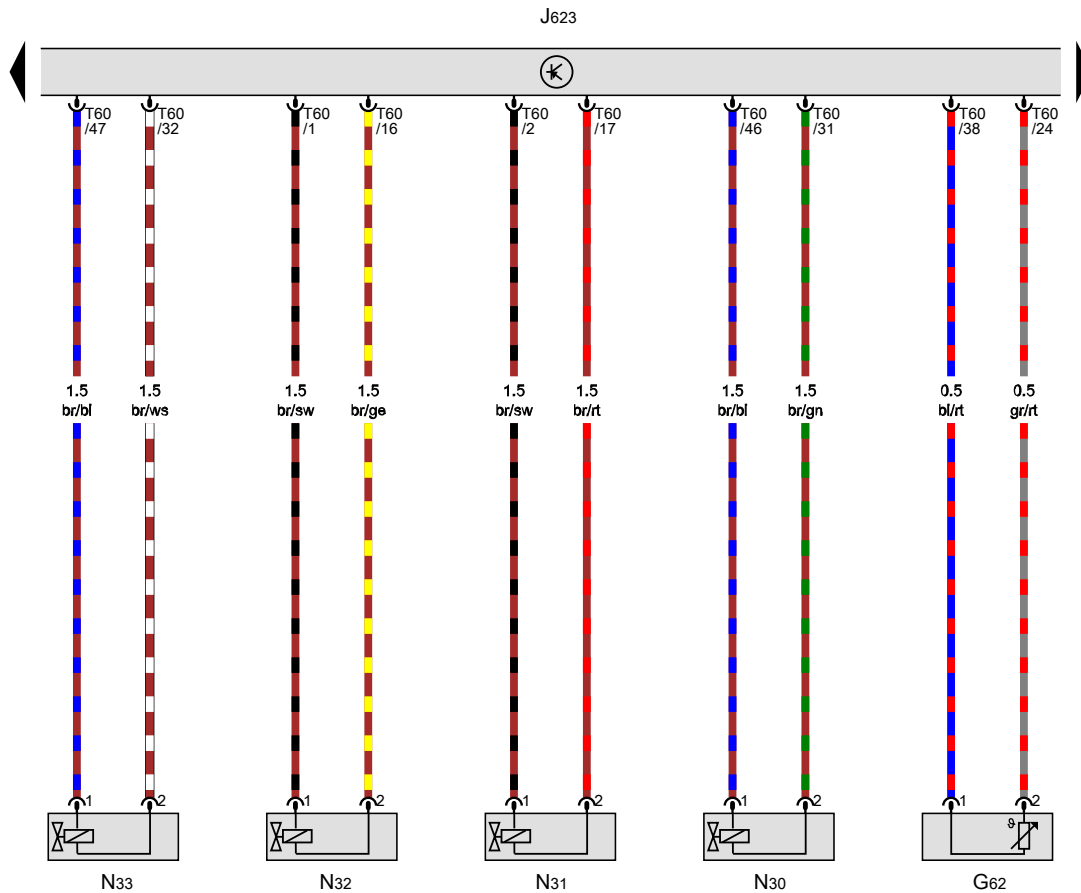 J623
T60 T60 T60 T60 T60 T60 T60 T60 T60 T60
/47 /32 /1 /16 /2 /17 /46 /31 /38 /24
1.5 1.5 1.5 1.5 1.5 1.5 1.5 1.5 0.5 0.5
br/bl br/ws br/sw br/ge br/sw br/rt br/bl br/gn bl/rt gr/rt
1 2 1 2 1 2 1 2 1 2
ϑ
N33 N32 N31 N30 G62